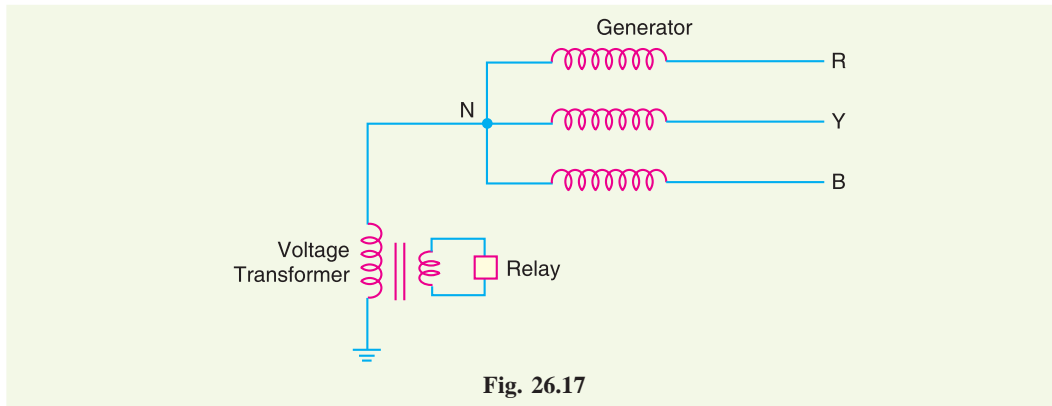 Generator
R
N
Y
B
Voltage
Transformer
Relay
Fig. 26.17